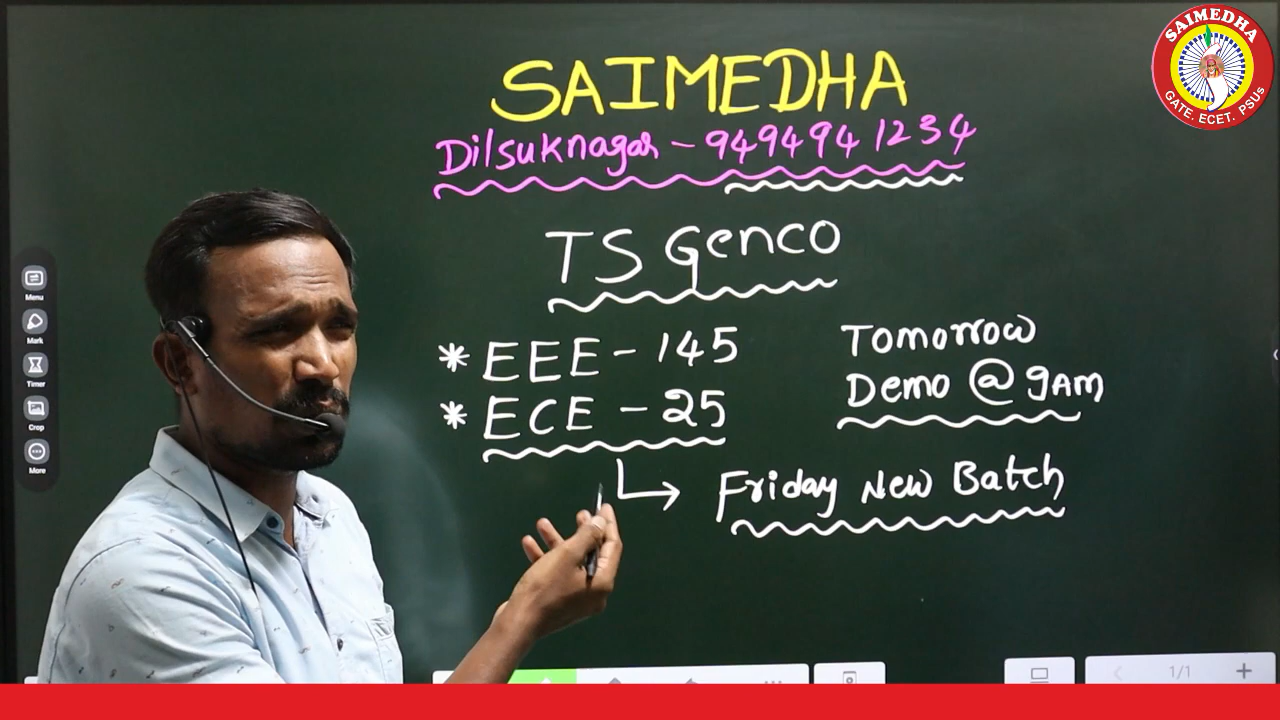 SAIMEDHA
Dilsuknagar - 9494941234
TS Genco
* EEE - 145
* ECE - 25
Tomorrow
Demo @ 9AM
Friday New Batch
SAIMEDHA
GATE. ECET. PSUs
Menu
Mark
Timer
Crop
More
1/1